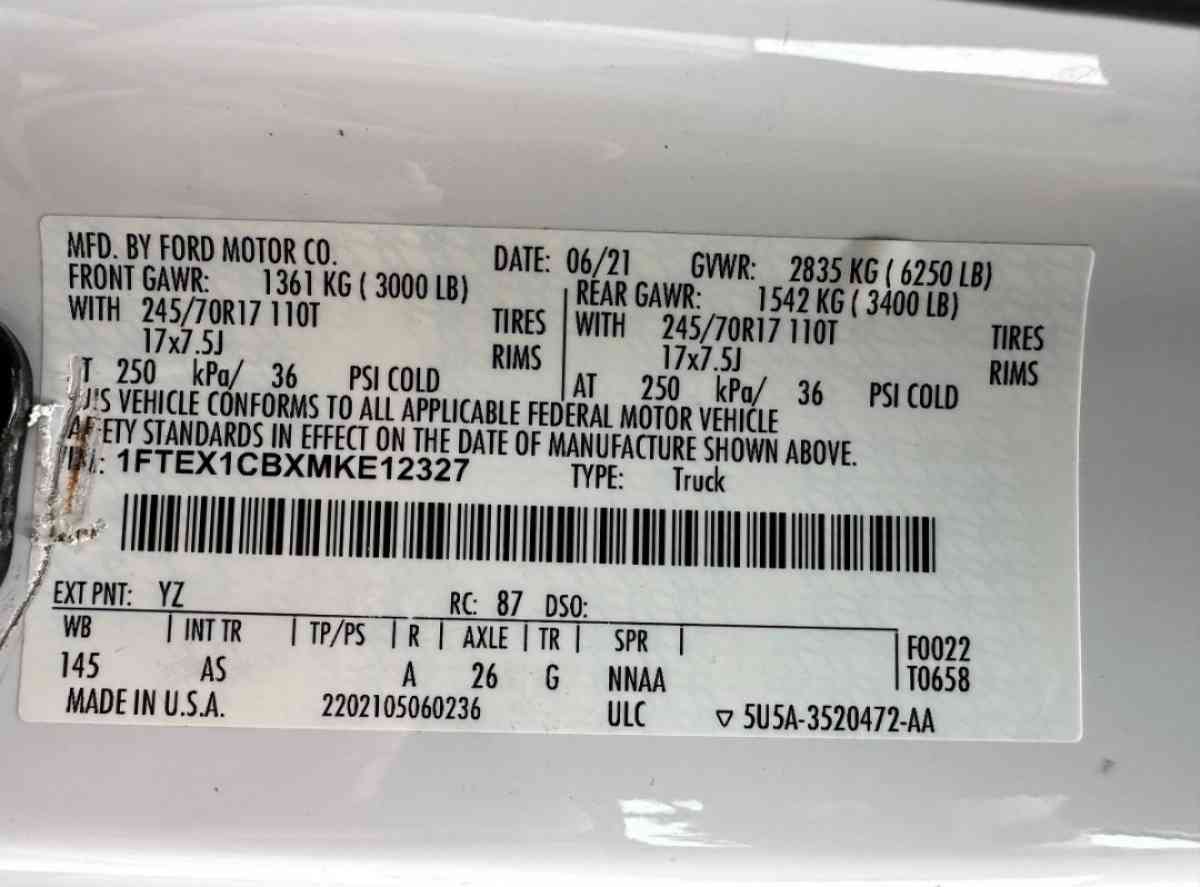 MFD. BY FORD MOTOR CO. DATE: 06/21 GVWR: 2835 KG ( 6250 LB)
FRONT GAWR: 1361 KG ( 3000 LB) REAR GAWR: 1542 KG ( 3400 LB)
WITH 245/70R17 110T TIRES WITH 245/70R17 110T TIRES
17x7.5J RIMS 17x7.5J RIMS
T 250 kPa/ 36 PSI COLD AT 250 kPa/ 36 PSI COLD
IS VEHICLE CONFORMS TO ALL APPLICABLE FEDERAL MOTOR VEHICLE
AFETY STANDARDS IN EFFECT ON THE DATE OF MANUFACTURE SHOWN ABOVE.
1FTEX1CBXMKE12327 TYPE: Truck
EXT PNT: YZ RC: 87 DSO:
WB | INT TR | TP/PS | R | AXLE | TR | SPR | F0022
145 AS A 26 G NNAA T0658
MADE IN U.S.A. 2202105060236 ULC ▽ 5U5A-3520472-AA